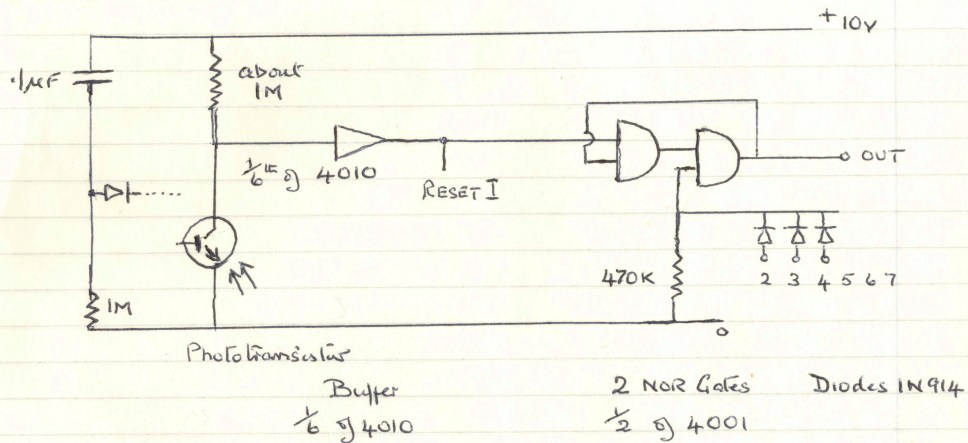 +10V
.1µF
about
1M
1/6th of 4010
RESET I
OUT
470K
2 3 4 5 6 7
1M
0
Phototransistor
Buffer 2 NOR Gates Diodes 1N914
1/6 of 4010 1/2 of 4001